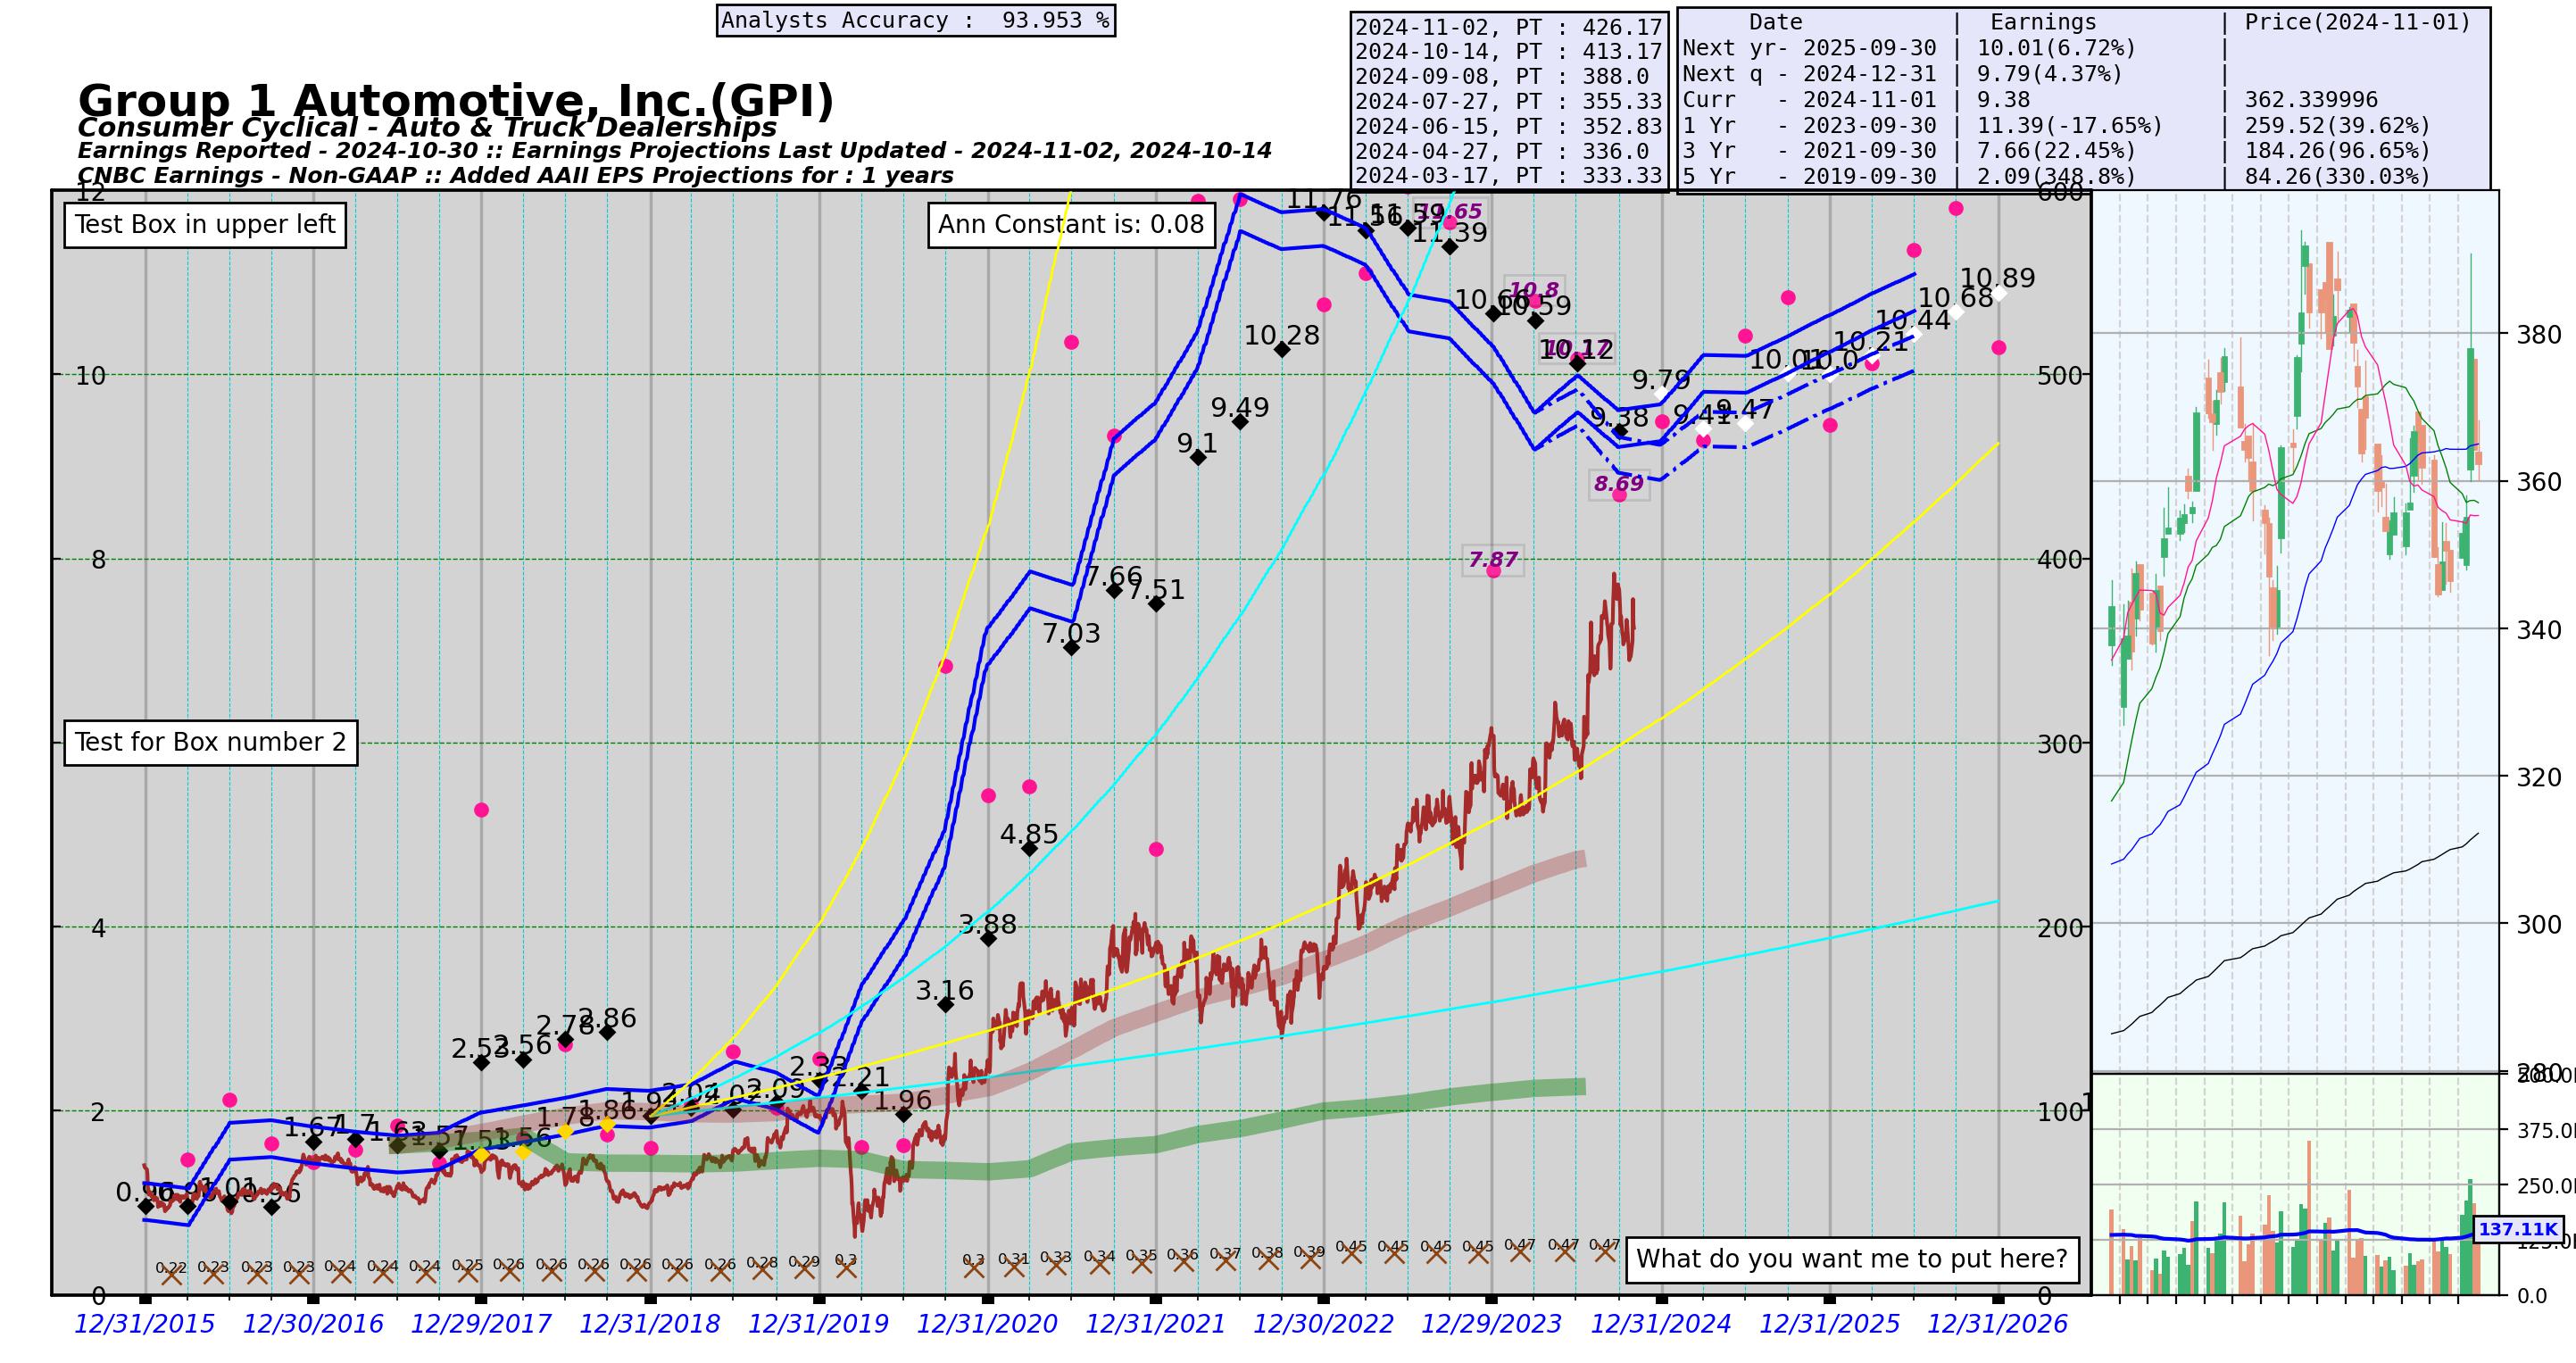 Analysts Accuracy :  93.953 %
2024-11-02, PT : 426.17
2024-10-14, PT : 413.17
2024-09-08, PT : 388.0
2024-07-27, PT : 355.33
2024-06-15, PT : 352.83
2024-04-27, PT : 336.0
2024-03-17, PT : 333.33
Date | Earnings | Price(2024-11-01)
Next yr- 2025-09-30 | 10.01(6.72%) |
Next q - 2024-12-31 | 9.79(4.37%) |
Curr   - 2024-11-01 | 9.38 | 362.339996
1 Yr   - 2023-09-30 | 11.39(-17.65%) | 259.52(39.62%)
3 Yr   - 2021-09-30 | 7.66(22.45%) | 184.26(96.65%)
5 Yr   - 2019-09-30 | 2.09(348.8%) | 84.26(330.03%)
Group 1 Automotive, Inc.(GPI)
Consumer Cyclical - Auto & Truck Dealerships
Earnings Reported - 2024-10-30 :: Earnings Projections Last Updated - 2024-11-02, 2024-10-14
CNBC Earnings - Non-GAAP :: Added AAII EPS Projections for : 1 years
Test Box in upper left
Ann Constant is: 0.08
Test for Box number 2
What do you want me to put here?
12
10
8
4
2
0
600
500
400
300
200
100
0
11.76
11.56
11.59
11.65
11.39
10.66
10.8
10.59
10.28
10.17
10.12
9.79
9.38
9.41
9.47
10.01
10.0
10.21
10.44
10.68
10.89
9.49
9.1
8.69
7.87
7.66
7.51
7.03
4.85
3.88
3.16
2.53
2.56
2.78
2.86
2.33
2.21
1.96
2.09
1.67
1.7
1.63
1.57
1.53
1.56
1.78
1.86
1.94
2.04
2.02
0.96
1.01
0.96
0.22 0.23 0.23 0.23 0.24 0.24 0.24 0.25 0.26 0.26 0.26 0.26 0.26 0.26 0.28 0.29 0.3 0.3 0.31 0.33 0.34 0.35 0.36 0.37 0.38 0.39 0.45 0.45 0.45 0.45 0.47 0.47 0.47
12/31/2015 12/30/2016 12/29/2017 12/31/2018 12/31/2019 12/31/2020 12/31/2021 12/30/2022 12/29/2023 12/31/2024 12/31/2025 12/31/2026
380
360
340
320
300
280
375.0
250.0
137.11K
0.0